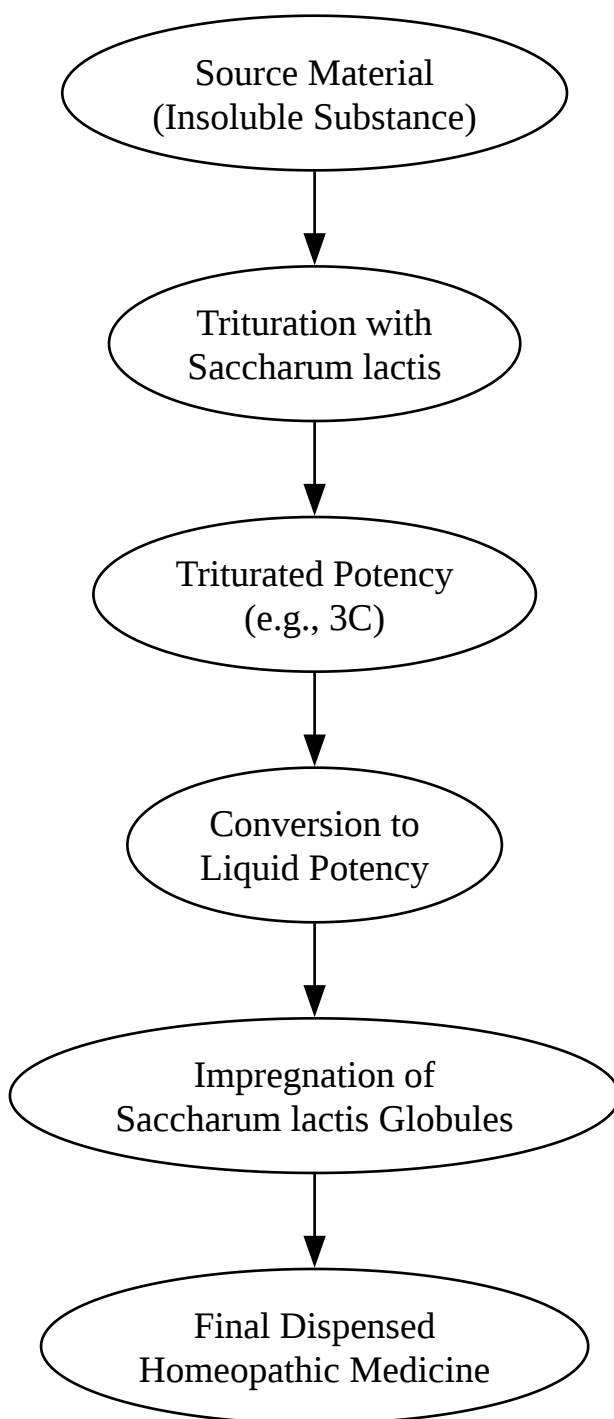 Source Material
(Insoluble Substance)
Trituration with
Saccharum lactis
Triturated Potency
(e.g., 3C)
Conversion to
Liquid Potency
Impregnation of
Saccharum lactis Globules
Final Dispensed
Homeopathic Medicine